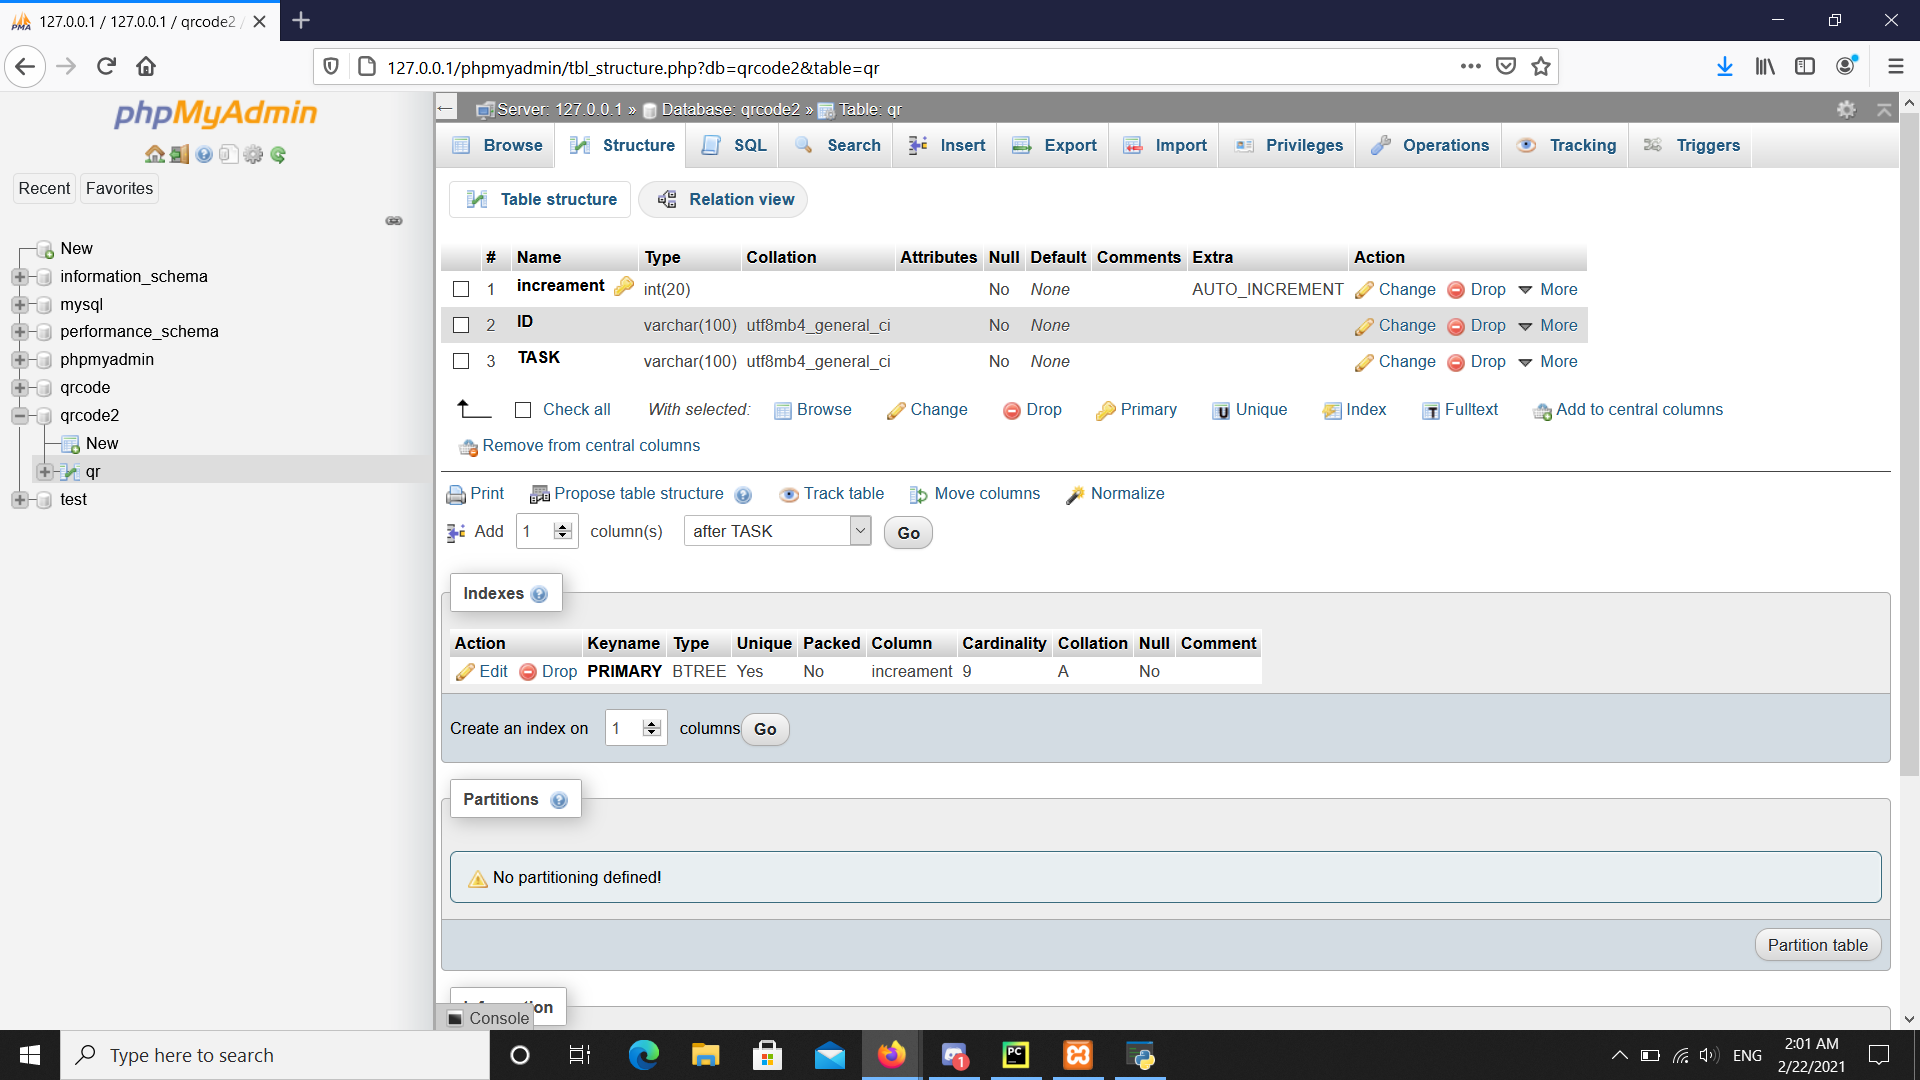 127.0.0.1 / 127.0.0.1 / qrcode2 /
127.0.0.1/phpmyadmin/tbl_structure.php?db=qrcode2&table=qr
phpMyAdmin
Recent Favorites
New
information_schema
mysql
performance_schema
phpmyadmin
qrcode
qrcode2
New
qr
test
Server: 127.0.0.1 » Database: qrcode2 » Table: qr
Browse Structure SQL Search Insert Export Import Privileges Operations Tracking Triggers
Table structure Relation view
# Name Type Collation Attributes Null Default Comments Extra Action
1 increament int(20) No None AUTO_INCREMENT Change Drop More
2 ID varchar(100) utf8mb4_general_ci No None Change Drop More
3 TASK varchar(100) utf8mb4_general_ci No None Change Drop More
Check all With selected: Browse Change Drop Primary Unique Index Fulltext Add to central columns
Remove from central columns
Print Propose table structure Track table Move columns Normalize
Add 1 column(s) after TASK Go
Indexes
Action Keyname Type Unique Packed Column Cardinality Collation Null Comment
Edit Drop PRIMARY BTREE Yes No increament 9 A No
Create an index on 1 columns Go
Partitions
No partitioning defined!
Partition table
Console
Type here to search
ENG
2:01 AM
2/22/2021